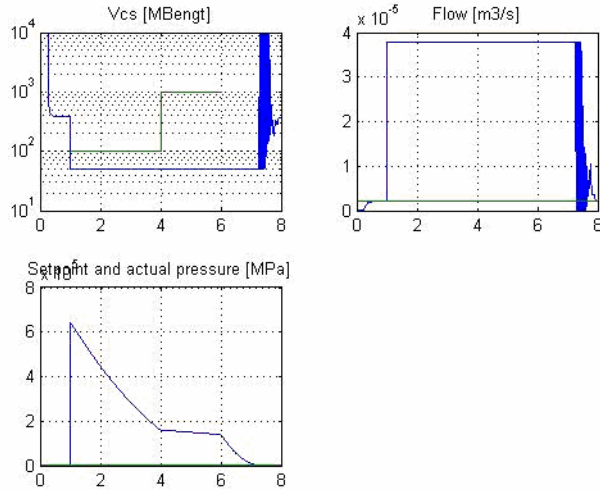 Vcs [MBengt]
10^4
10^3
10^2
10^1
0 2 4 6 8
Flow [m3/s]
x 10^-5
4
3
2
1
0
0 2 4 6 8
Setpoint and actual pressure [MPa]
x 10^5
8
6
4
2
0
0 2 4 6 8